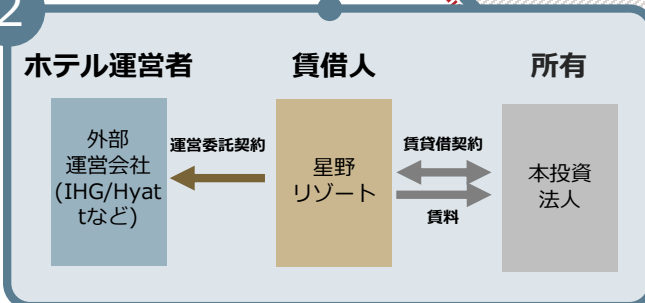 2
ホテル運営者
賃借人
所有
外部
運営会社
(IHG/Hyat
tなど)
運営委託契約
星野
リゾート
賃貸借契約
賃料
本投資
法人